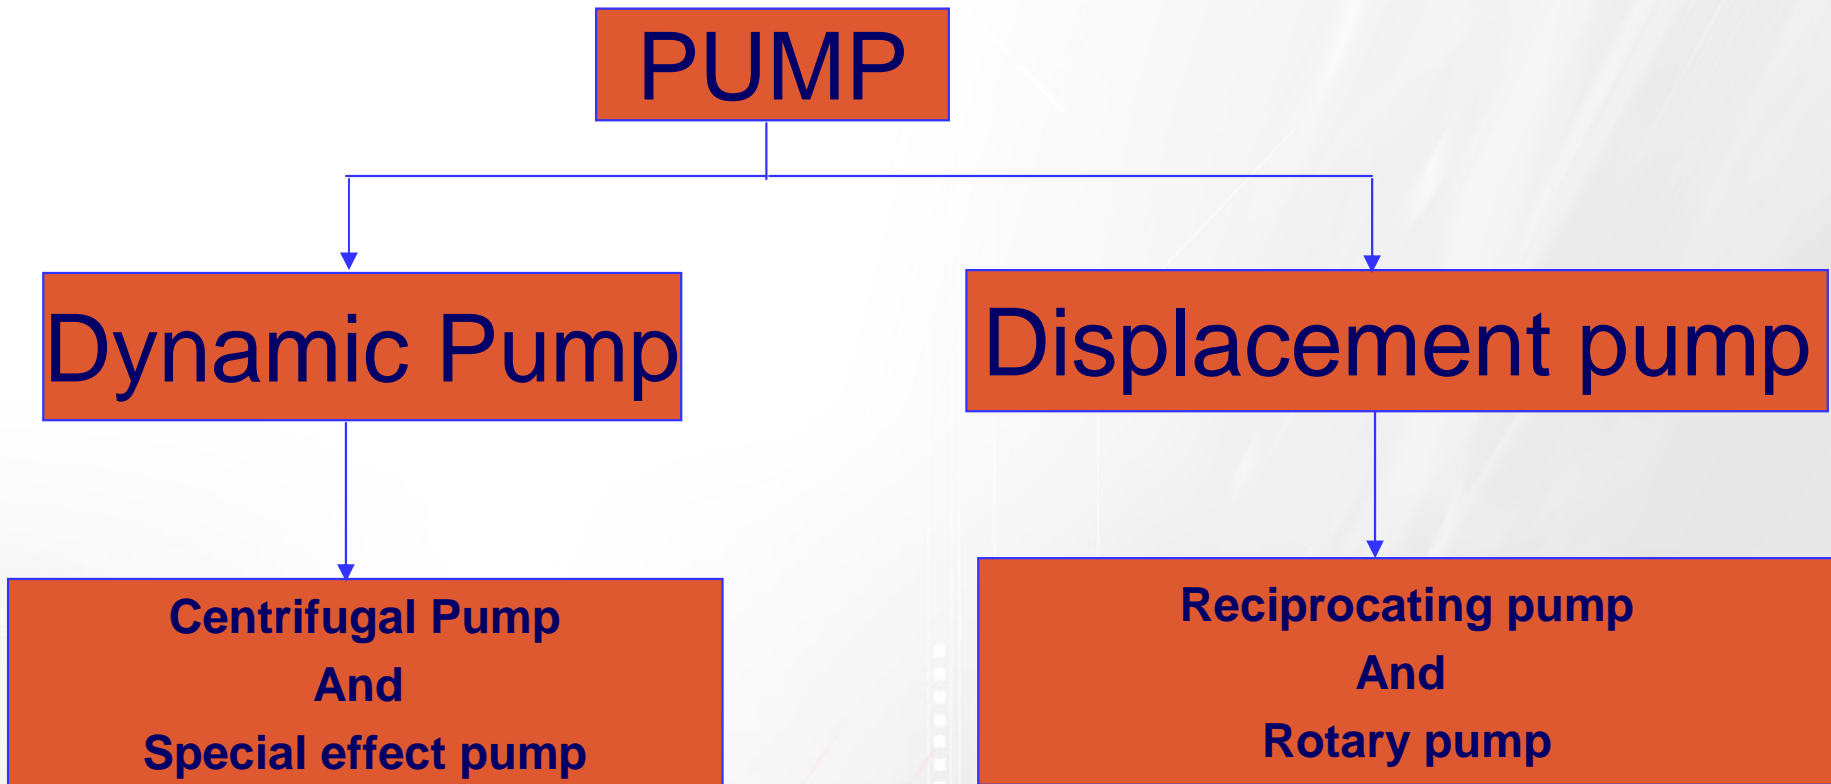 PUMP
Dynamic Pump
Displacement pump
Centrifugal Pump
And
Special effect pump
Reciprocating pump
And
Rotary pump